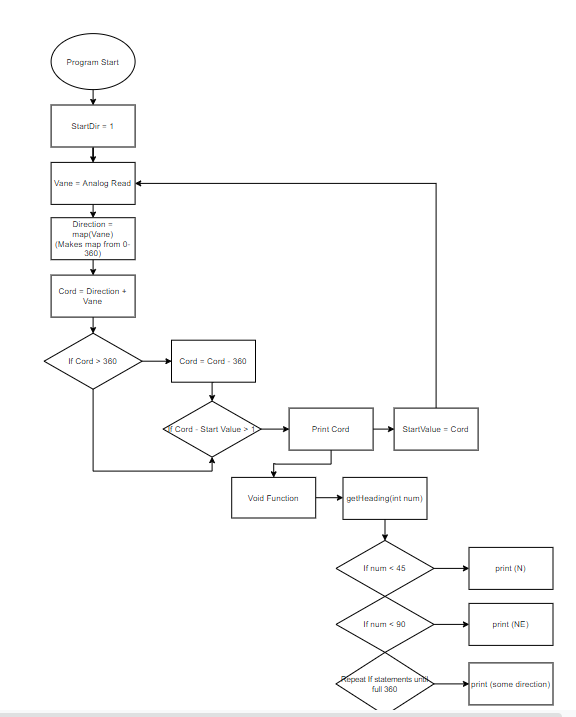 Program Start
StartDir = 1
Vane = Analog Read
Direction =
map(Vane)
(Makes map from 0-
360)
Cord = Direction +
Vane
If Cord > 360
Cord = Cord - 360
If Cord - Start Value > 1
Print Cord
StartValue = Cord
Void Function
getHeading(int num)
If num < 45
print (N)
If num < 90
print (NE)
Repeat If statements until
full 360
print (some direction)